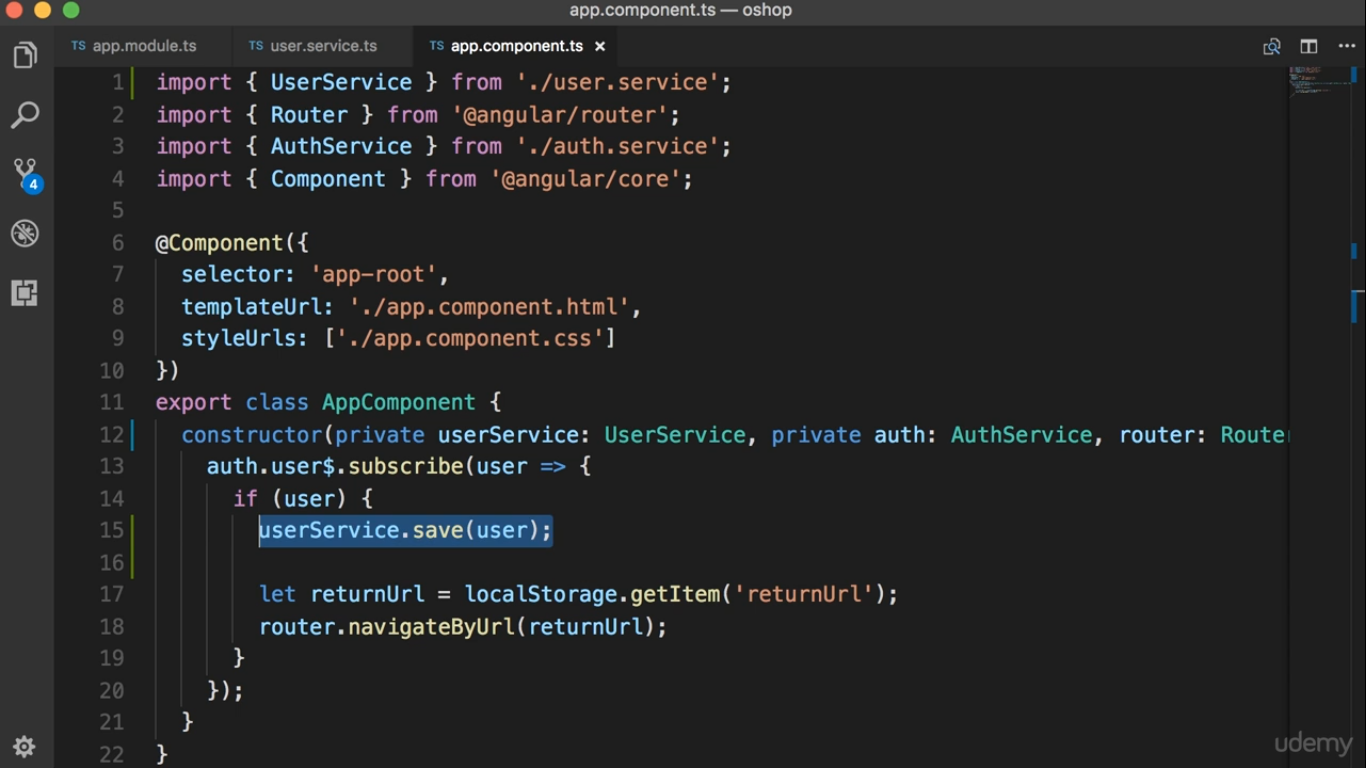 app.component.ts — oshop
TS app.module.ts TS user.service.ts TS app.component.ts ×
1 import { UserService } from './user.service';
2 import { Router } from '@angular/router';
3 import { AuthService } from './auth.service';
4 import { Component } from '@angular/core';
5
6 @Component({
7 selector: 'app-root',
8 templateUrl: './app.component.html',
9 styleUrls: ['./app.component.css']
10 })
11 export class AppComponent {
12 constructor(private userService: UserService, private auth: AuthService, router: Route
13 auth.user$.subscribe(user => {
14 if (user) {
15 userService.save(user);
16
17 let returnUrl = localStorage.getItem('returnUrl');
18 router.navigateByUrl(returnUrl);
19 }
20 });
21 }
22 }
4
udemy